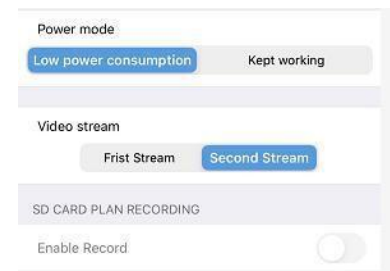 Power mode
Low power consumption Kept working
Video stream
Frist Stream Second Stream
SD CARD PLAN RECORDING
Enable Record